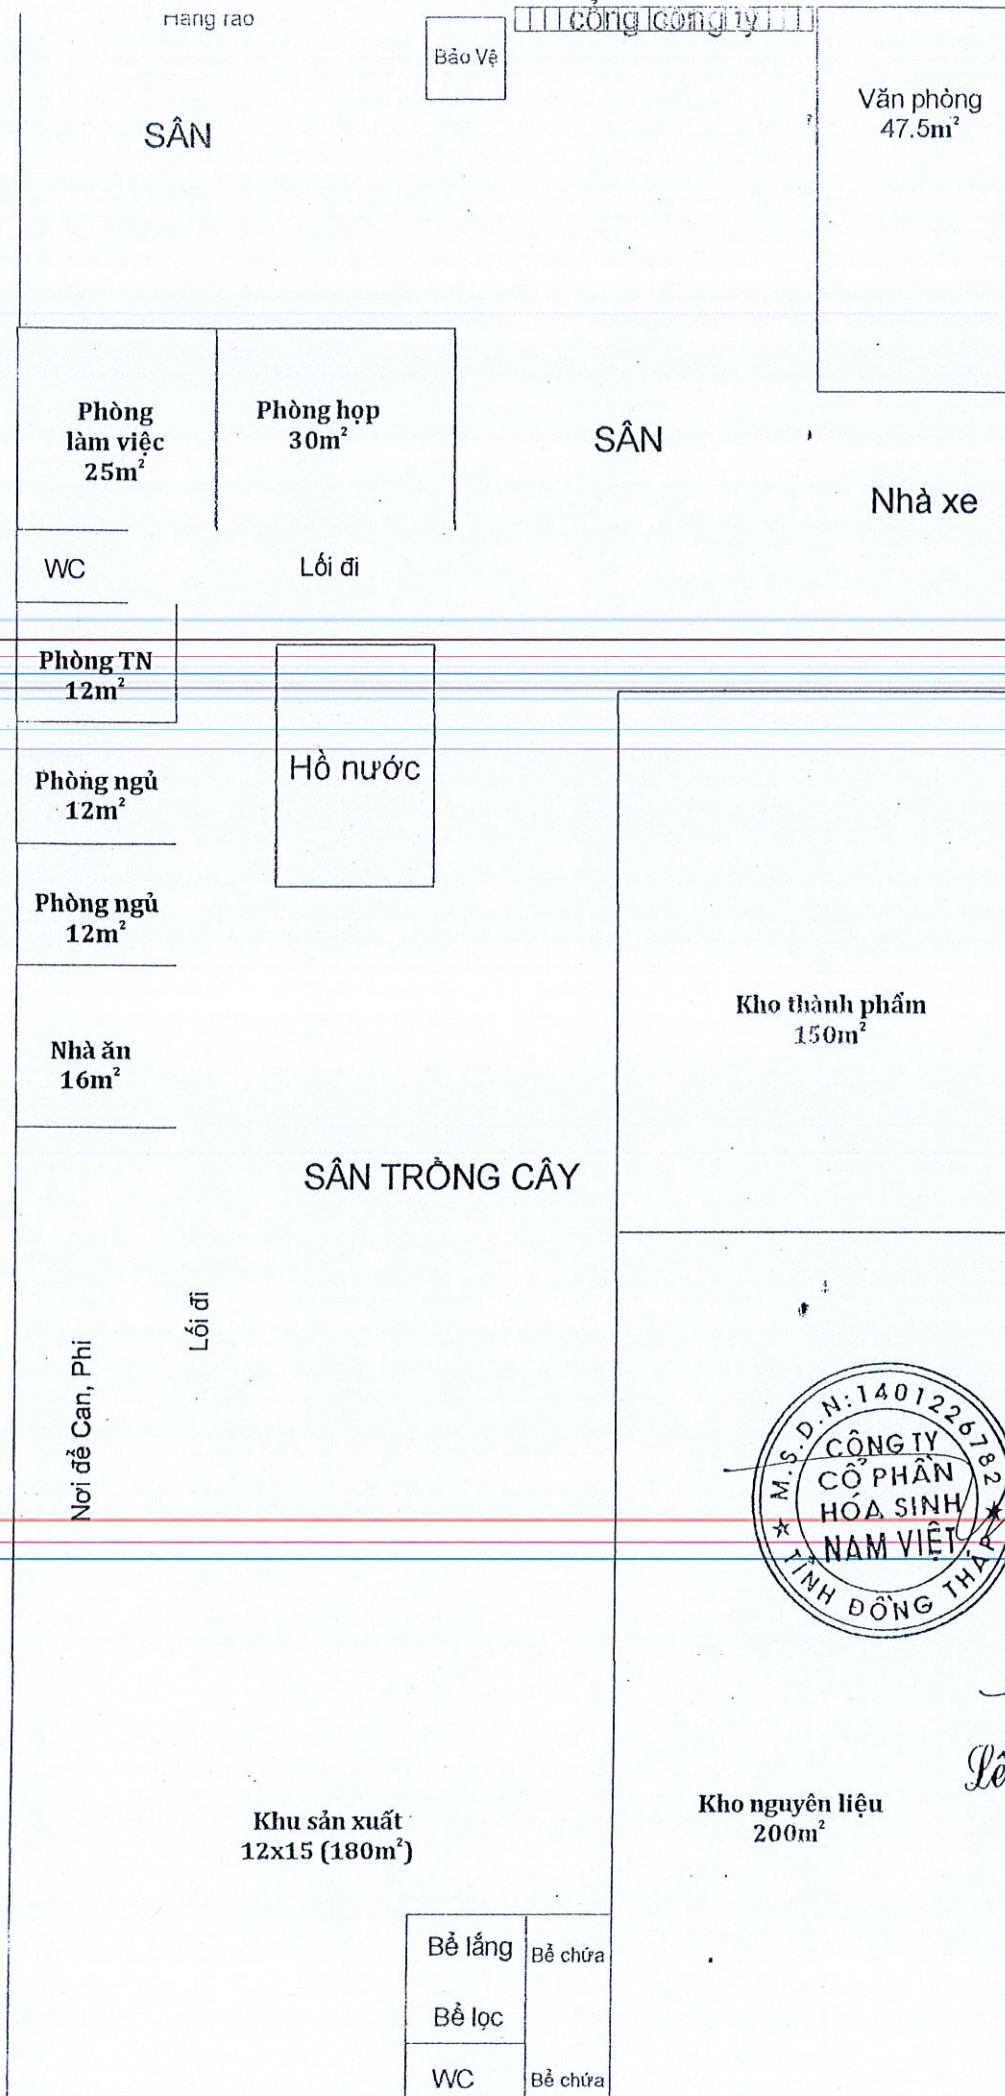 Hàng rào
cổng công ty
Bảo Vệ
Văn phòng
47.5m²
SÂN
Phòng
làm việc
25m²
Phòng họp
30m²
SÂN
Nhà xe
WC
Lối đi
Phòng TN
12m²
Hồ nước
Phòng ngủ
12m²
Phòng ngủ
12m²
Kho thành phẩm
150m²
Nhà ăn
16m²
SÂN TRỒNG CÂY
Lối đi
Nơi để Can, Phi
M.S.D.N:1401226782
CÔNG TY
CỔ PHẦN
HÓA SINH
NAM VIỆT
TỈNH ĐỒNG THÁP
Lê
Kho nguyên liệu
200m²
Khu sản xuất
12x15 (180m²)
Bể lắng
Bể chứa
Bể lọc
WC
Bể chứa